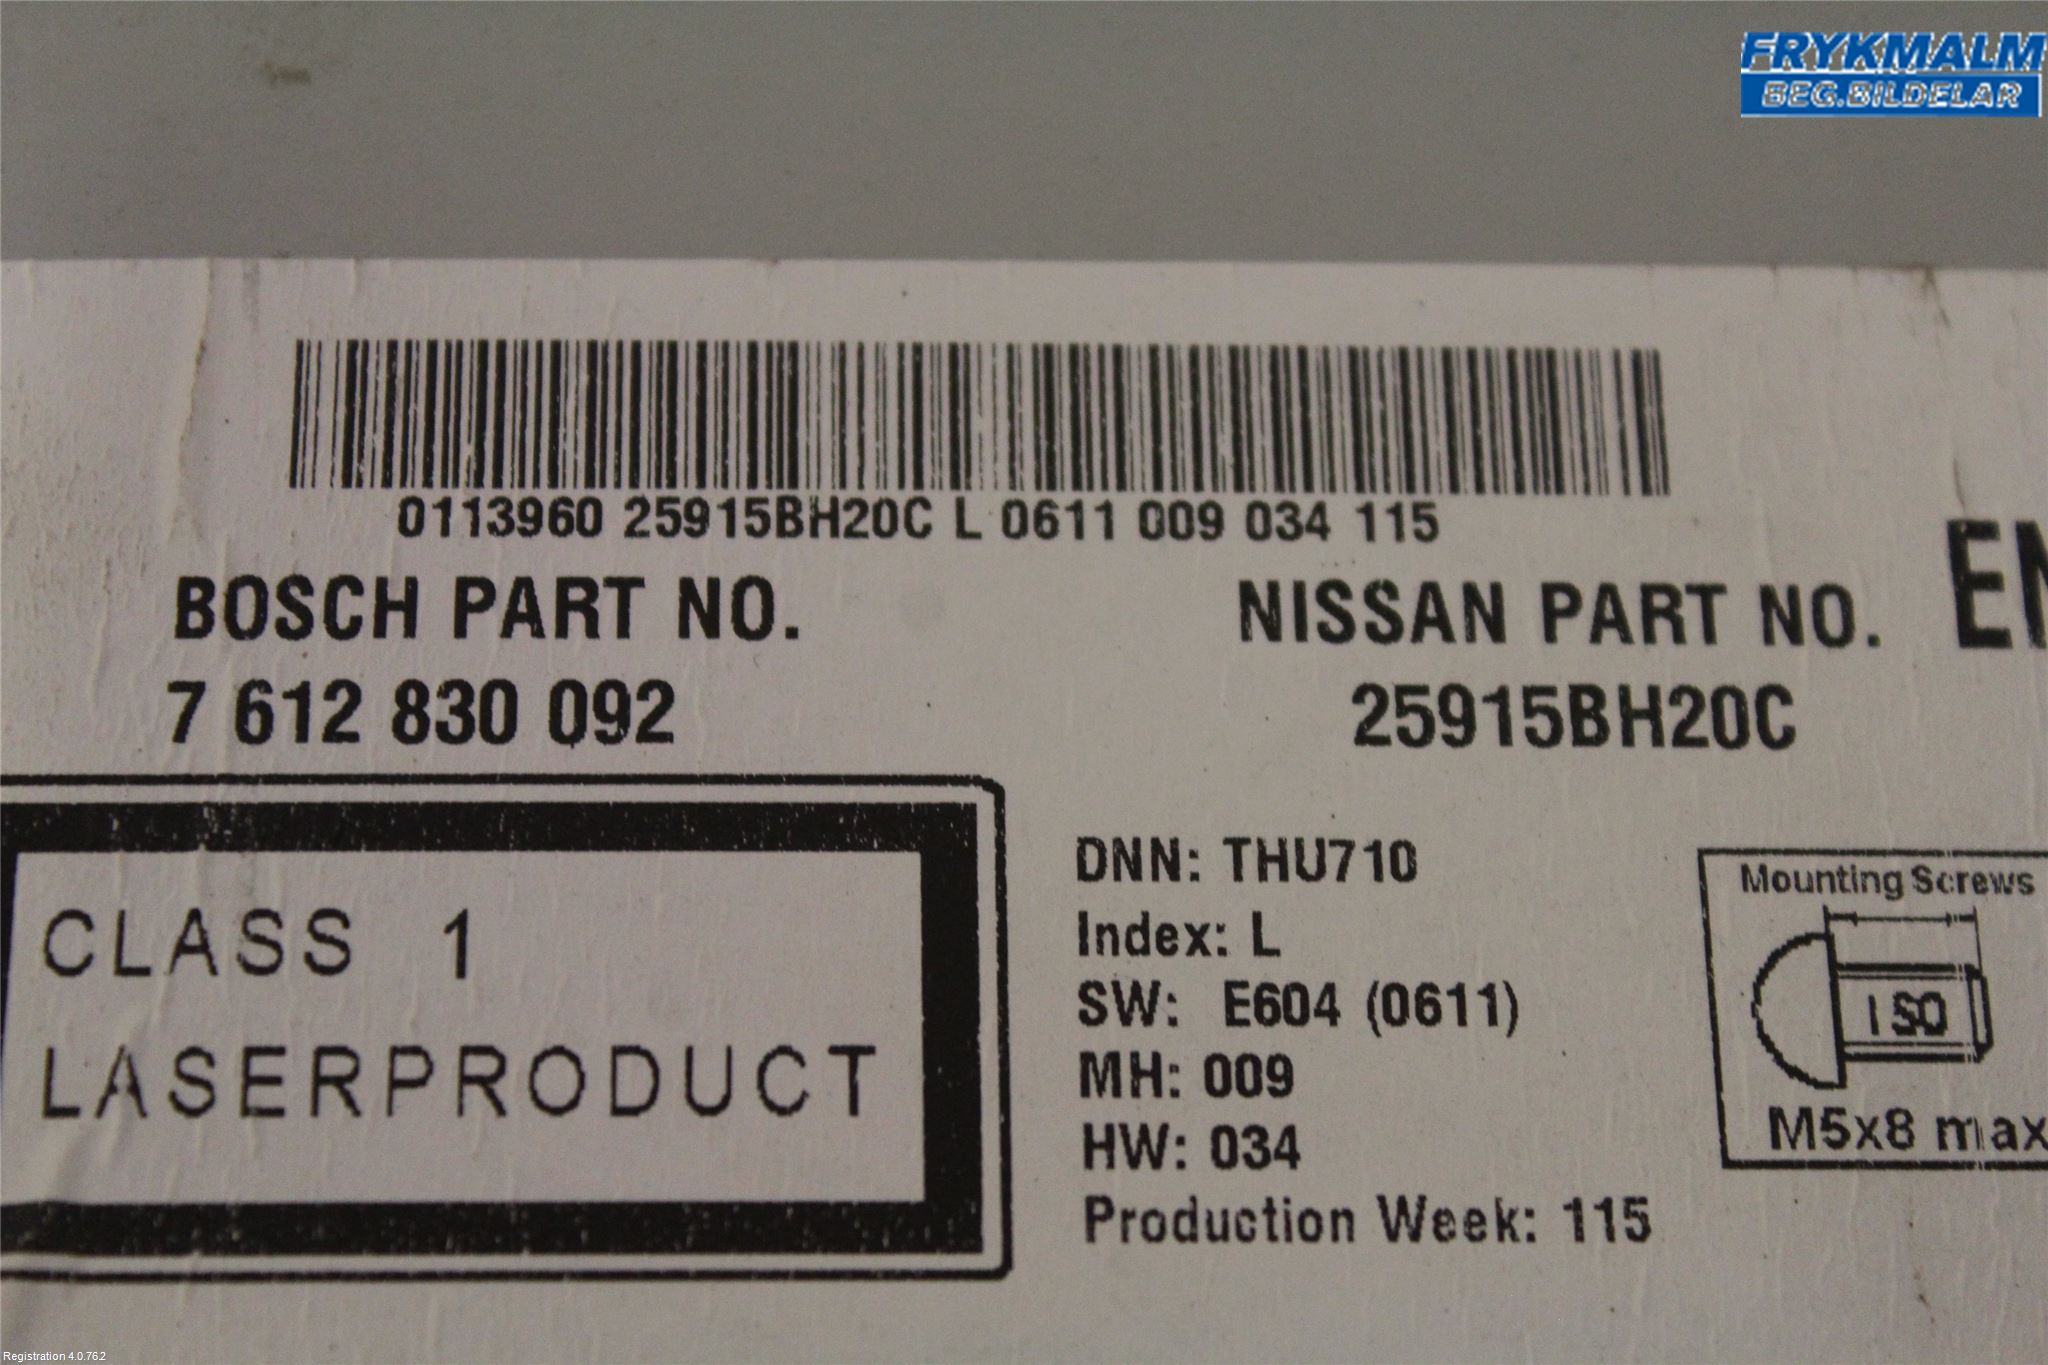 FRYKMALM
BEG.BILDELAR
0113960 25915BH20C L 0611 009 034 115
BOSCH PART NO.
7 612 830 092
NISSAN PART NO.
25915BH20C
CLASS 1
LASERPRODUCT
DNN: THU710
Index: L
SW: E604 (0611)
MH: 009
HW: 034
Production Week: 115
Mounting Screws
ISO
M5x8 max
Registration 4.0.762